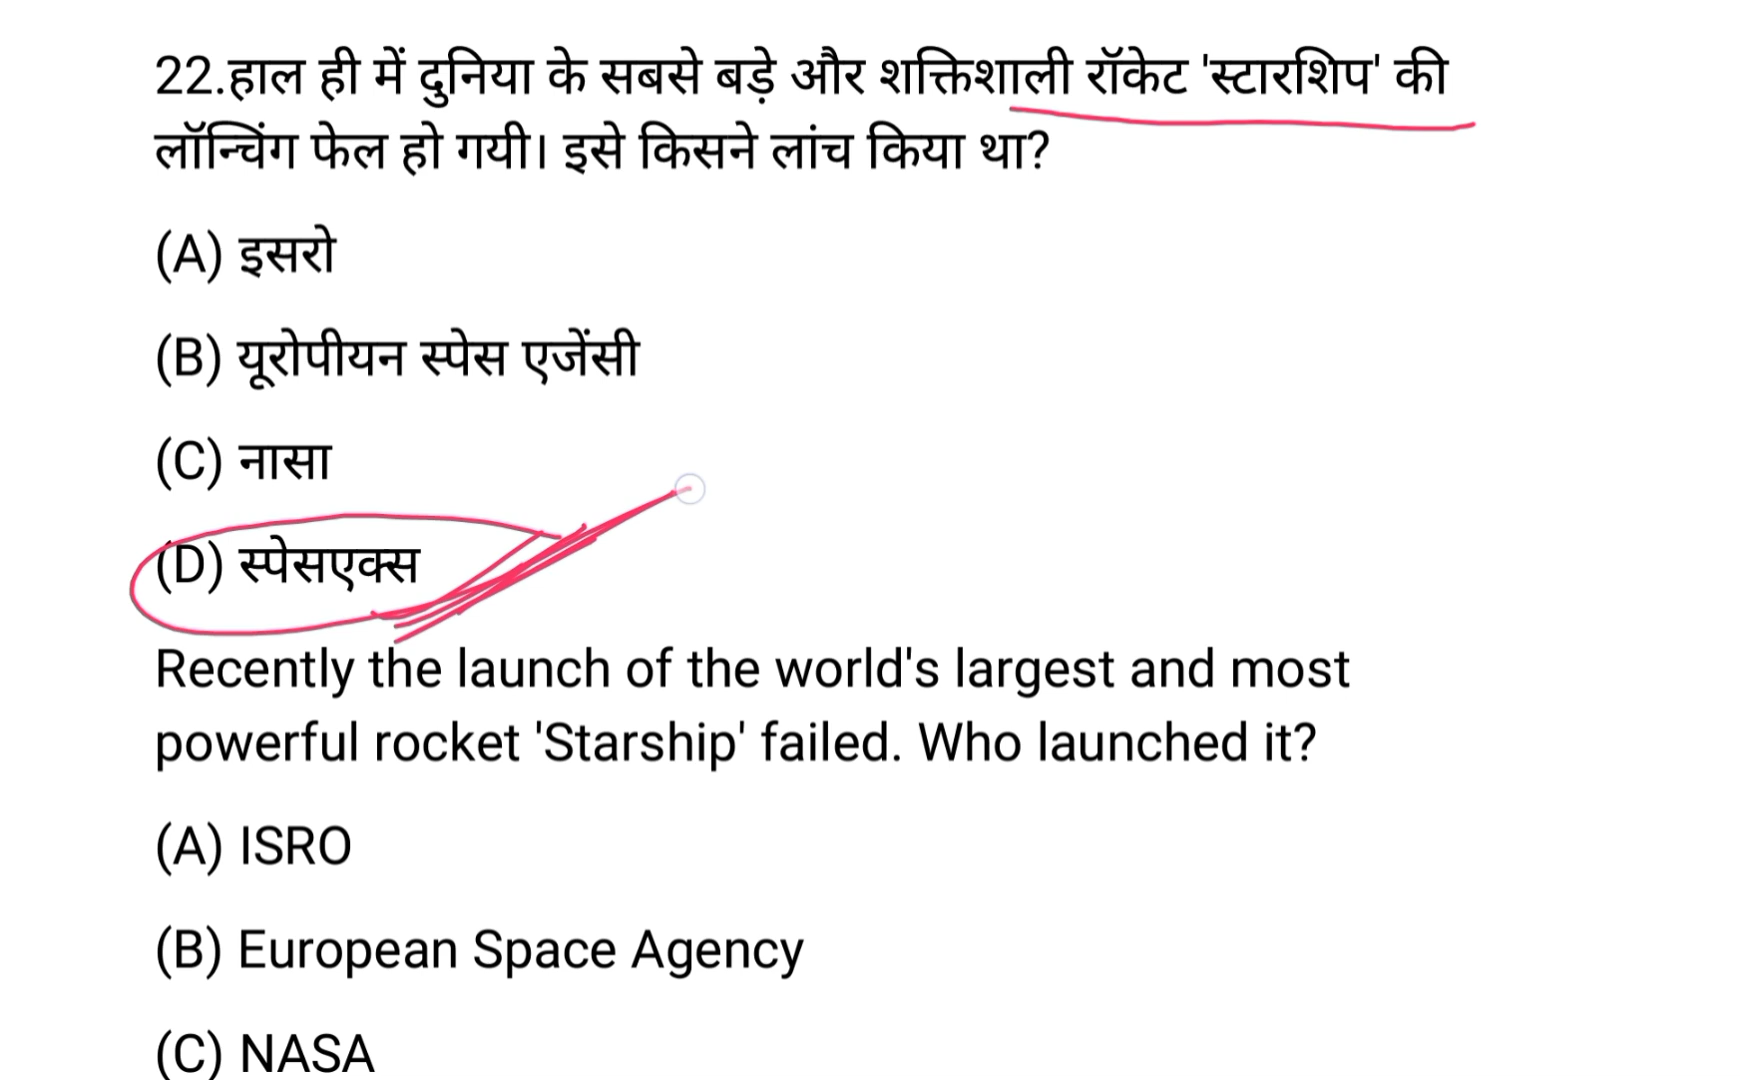 22.हाल ही में दुनिया के सबसे बड़े और शक्तिशाली रॉकेट 'स्टारशिप' की
लॉन्चिंग फेल हो गयी। इसे किसने लांच किया था?
(A) इसरो
(B) यूरोपीयन स्पेस एजेंसी
(C) नासा
(D) स्पेसएक्स
Recently the launch of the world's largest and most
powerful rocket 'Starship' failed. Who launched it?
(A) ISRO
(B) European Space Agency
(C) NASA